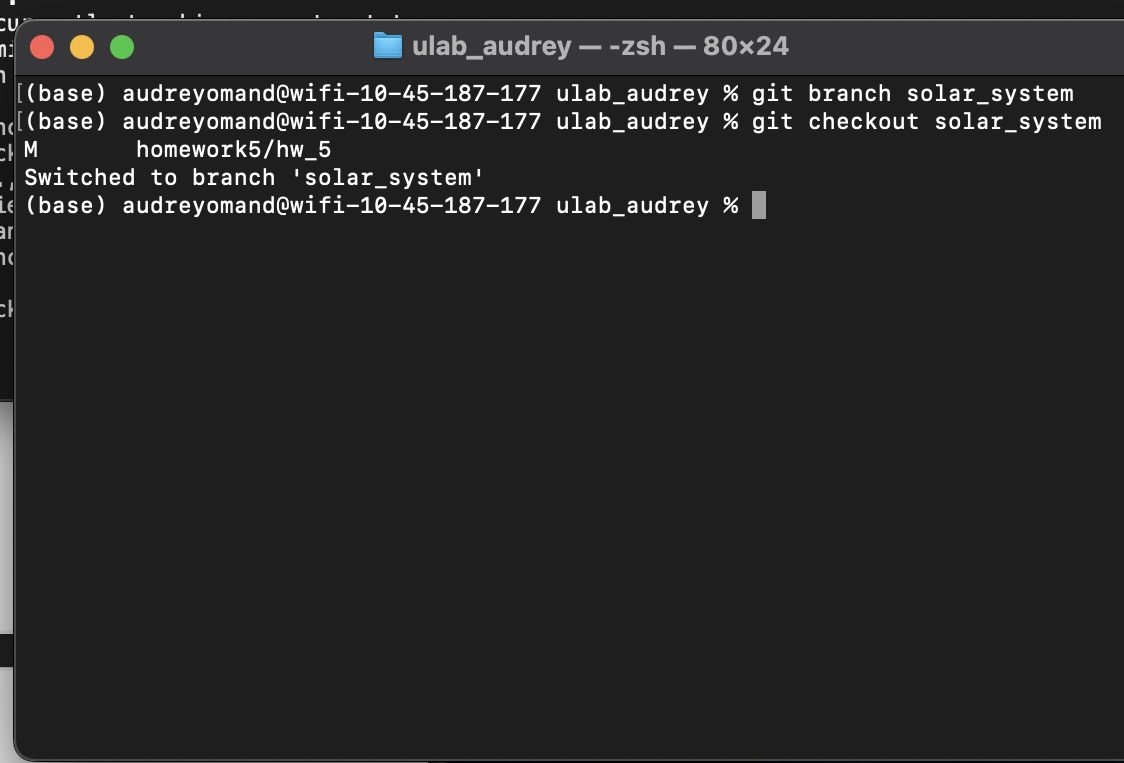 ulab_audrey — -zsh — 80×24
[(base) audreyomand@wifi-10-45-187-177 ulab_audrey % git branch solar_system
[(base) audreyomand@wifi-10-45-187-177 ulab_audrey % git checkout solar_system
M       homework5/hw_5
Switched to branch 'solar_system'
(base) audreyomand@wifi-10-45-187-177 ulab_audrey %